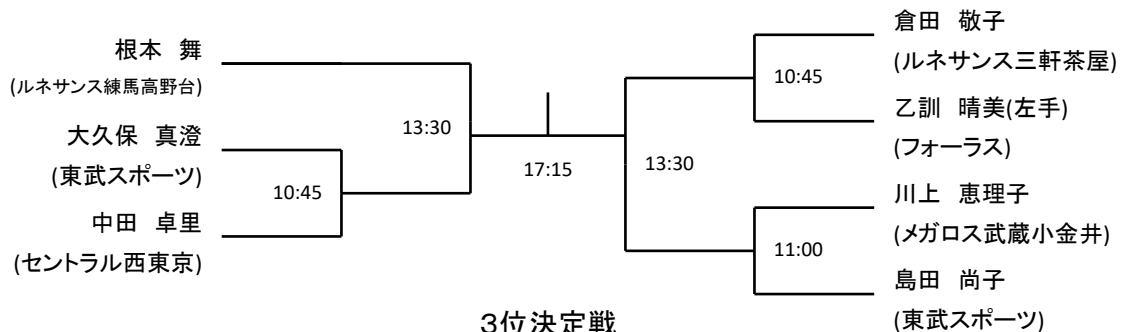 根本 舞
(ルネサンス練馬高野台)
大久保 真澄
(東武スポーツ)
中田 卓里
(セントラル西東京)
10:45
13:30
17:15
13:30
10:45
11:00
倉田 敬子
(ルネサンス三軒茶屋)
乙訓 晴美(左手)
(フォーラス)
川上 恵理子
(メガロス武蔵小金井)
島田 尚子
(東武スポーツ)
3位決定戦